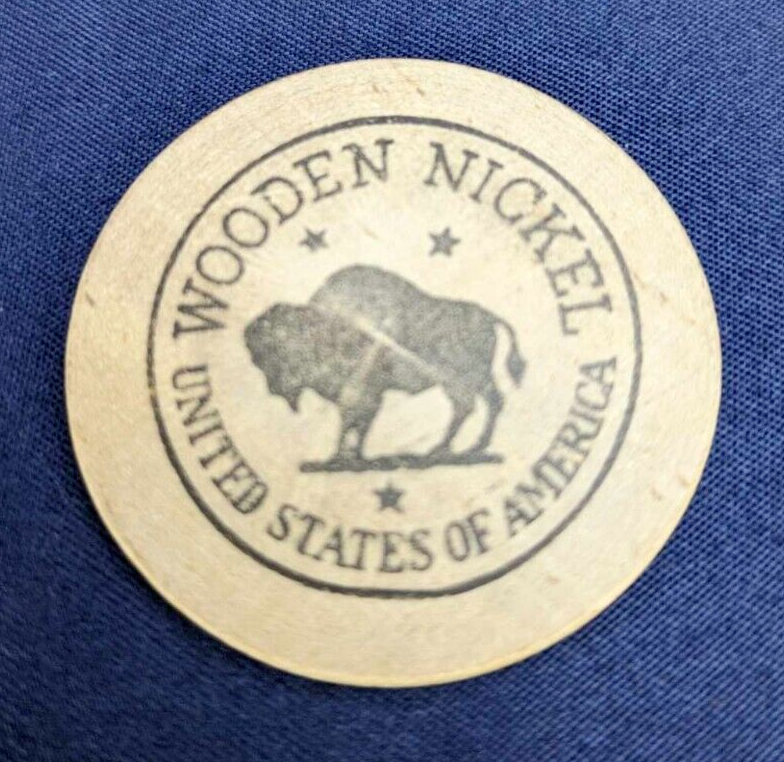 WOODEN NICKEL
UNITED STATES OF AMERICA